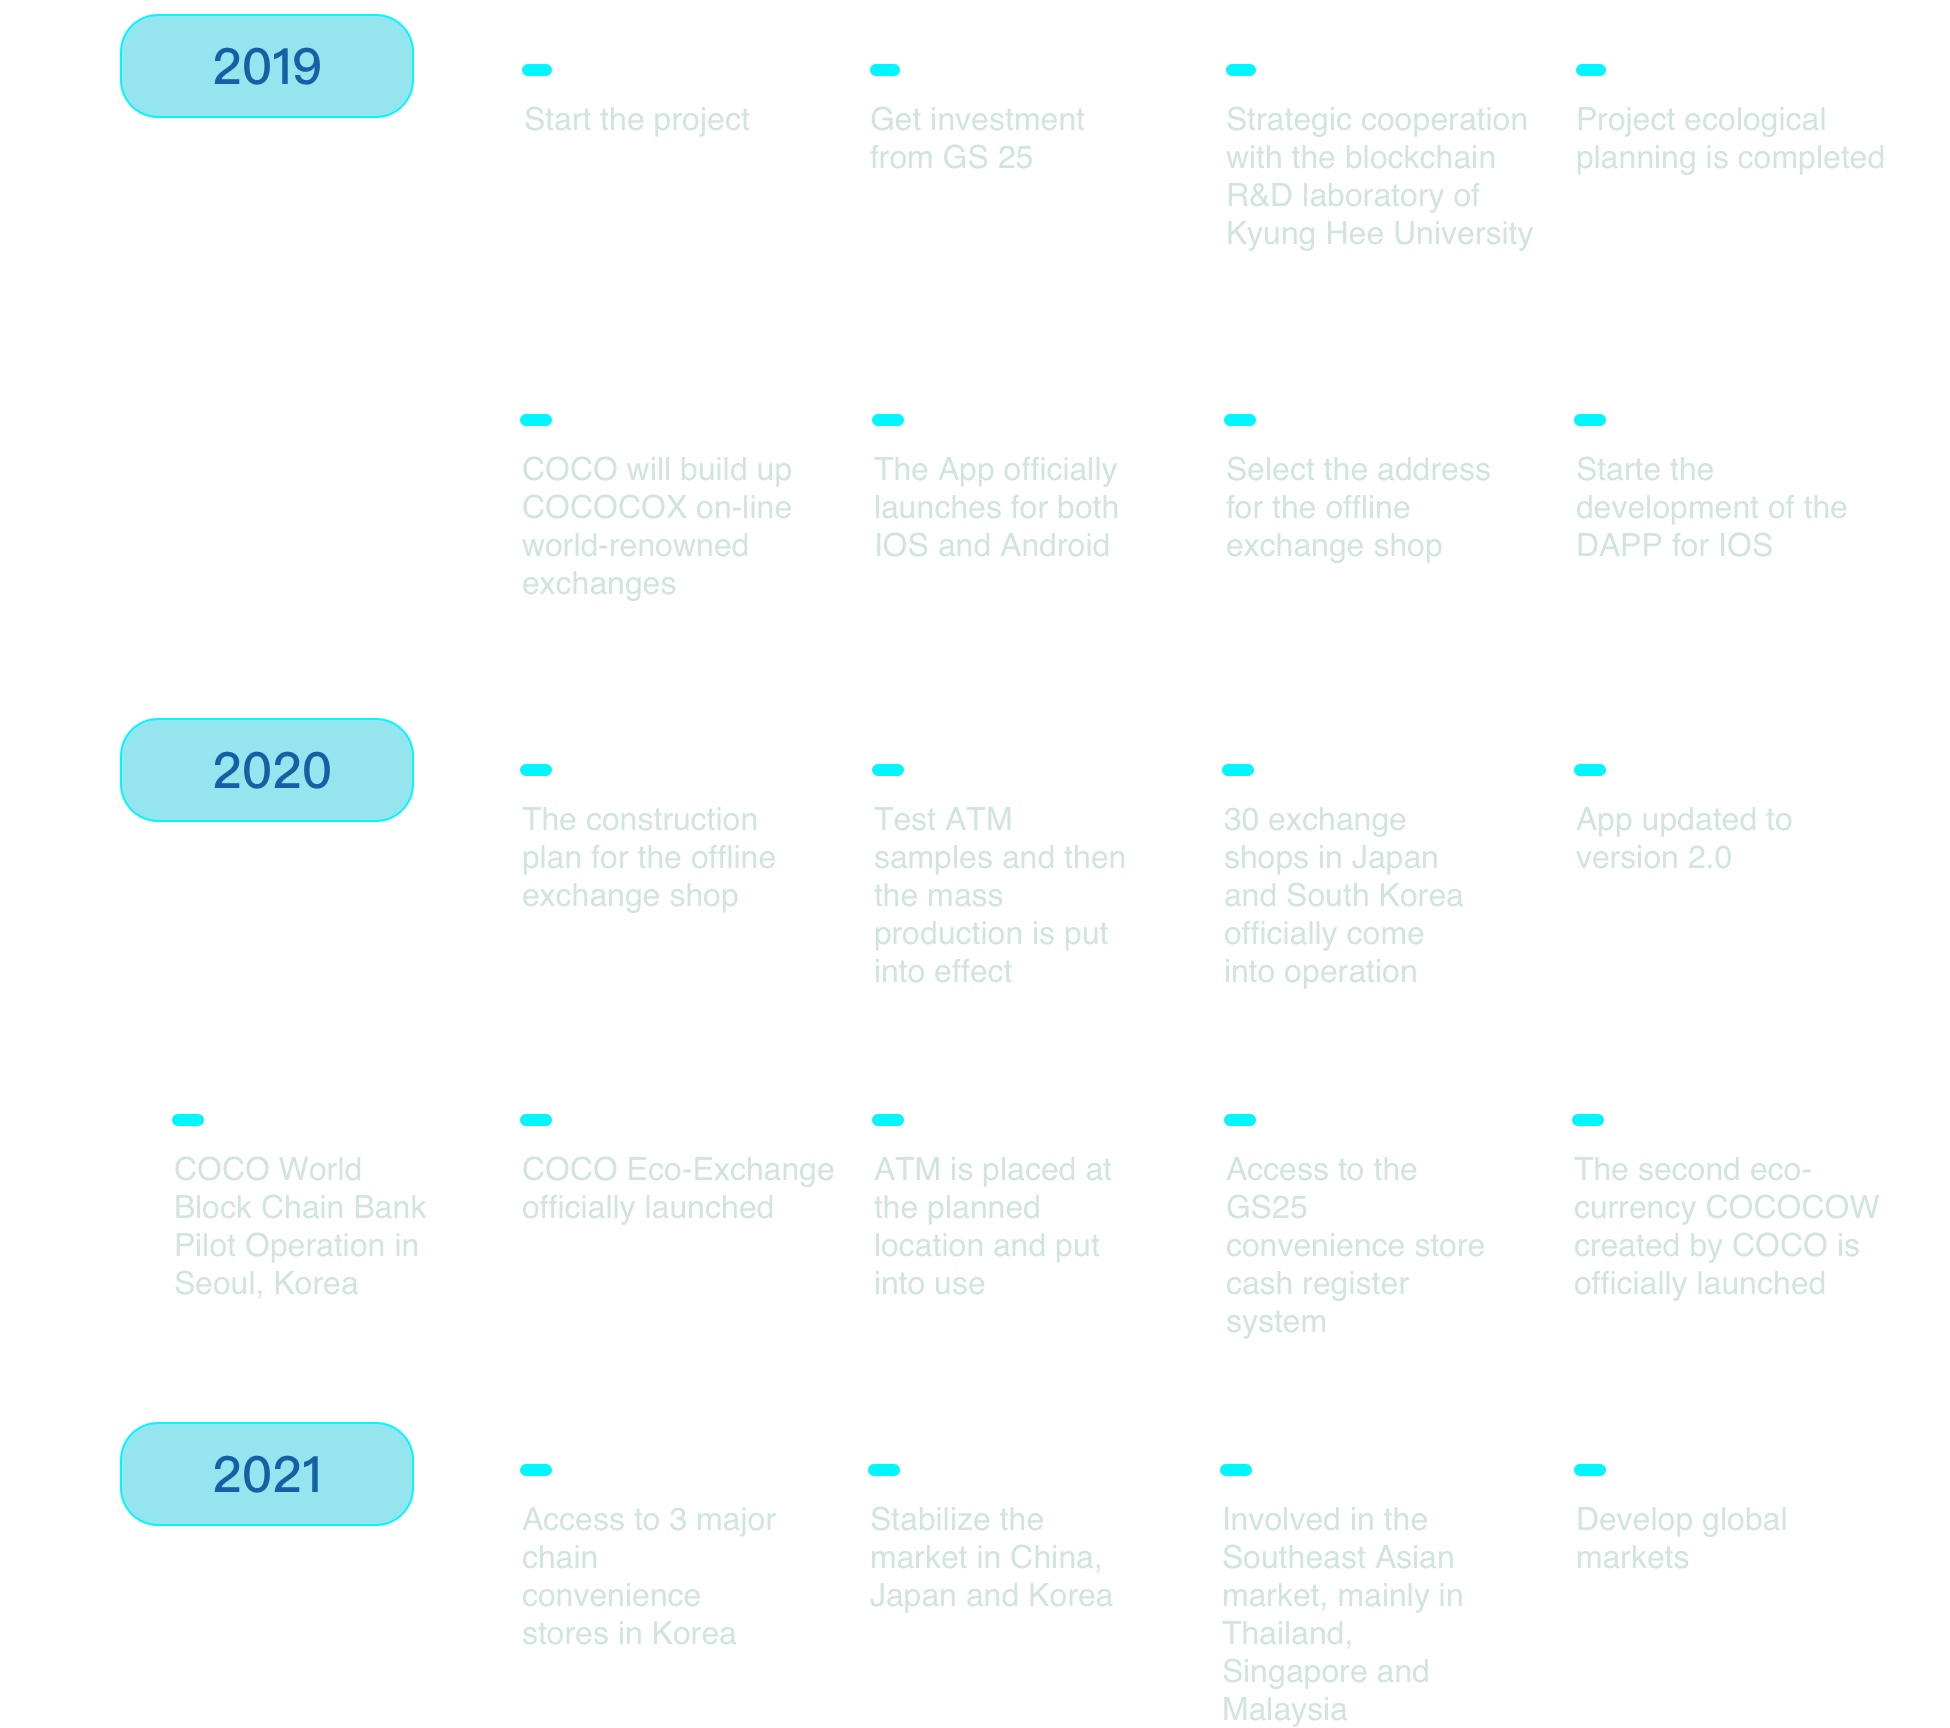 2019
Start the project
Get investment
from GS 25
Strategic cooperation
with the blockchain
R&D laboratory of
Kyung Hee University
Project ecological
planning is completed
COCO will build up
COCOCOX on-line
world-renowned
exchanges
The App officially
launches for both
IOS and Android
Select the address
for the offline
exchange shop
Starte the
development of the
DAPP for IOS
2020
The construction
plan for the offline
exchange shop
Test ATM
samples and then
the mass
production is put
into effect
30 exchange
shops in Japan
and South Korea
officially come
into operation
App updated to
version 2.0
COCO World
Block Chain Bank
Pilot Operation in
Seoul, Korea
COCO Eco-Exchange
officially launched
ATM is placed at
the planned
location and put
into use
Access to the
GS25
convenience store
cash register
system
The second eco-
currency COCOCOW
created by COCO is
officially launched
2021
Access to 3 major
chain
convenience
stores in Korea
Stabilize the
market in China,
Japan and Korea
Involved in the
Southeast Asian
market, mainly in
Thailand,
Singapore and
Malaysia
Develop global
markets